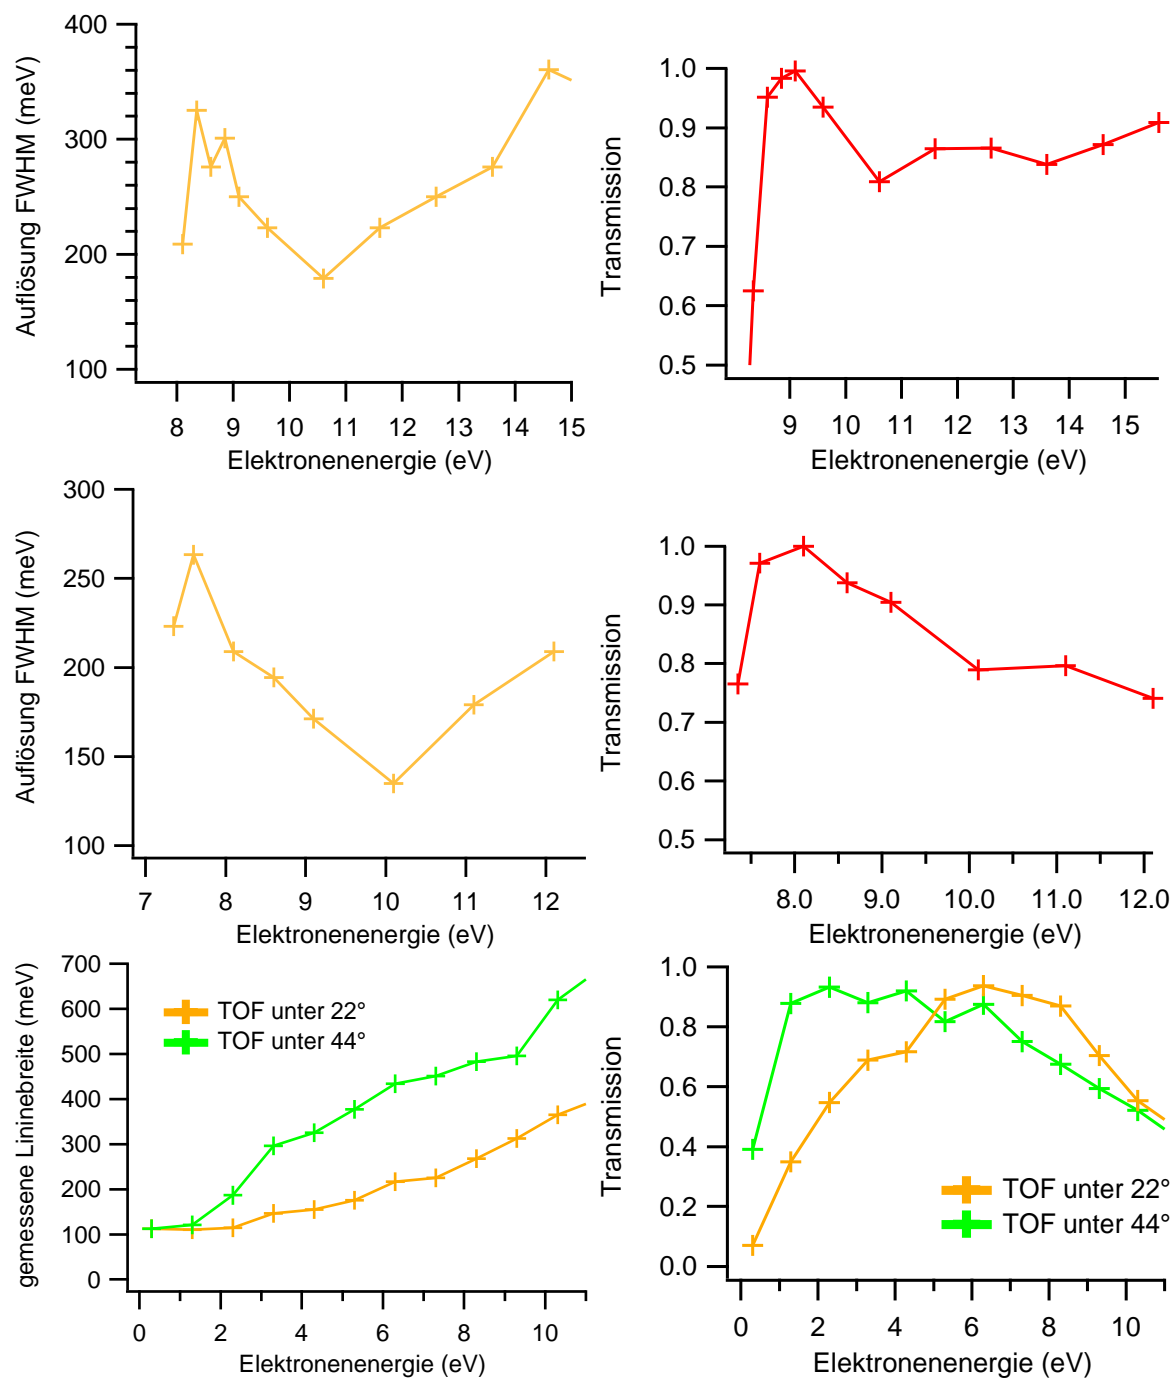 400
300
200
100
Auflösung FWHM (meV)
8 9 10 11 12 13 14 15
Elektronenenergie (eV)
1.0
0.9
0.8
0.7
0.6
0.5
Transmission
9 10 11 12 13 14 15
Elektronenenergie (eV)
300
250
200
150
100
Auflösung FWHM (meV)
7 8 9 10 11 12
Elektronenenergie (eV)
1.0
0.9
0.8
0.7
0.6
0.5
Transmission
8.0 9.0 10.0 11.0 12.0
Elektronenenergie (eV)
700
600
500
400
300
200
100
0
gemessene Lininebreite (meV)
TOF unter 22°
TOF unter 44°
0 2 4 6 8 10
Elektronenenergie (eV)
1.0
0.8
0.6
0.4
0.2
0.0
Transmission
TOF unter 22°
TOF unter 44°
0 2 4 6 8 10
Elektronenenergie (eV)